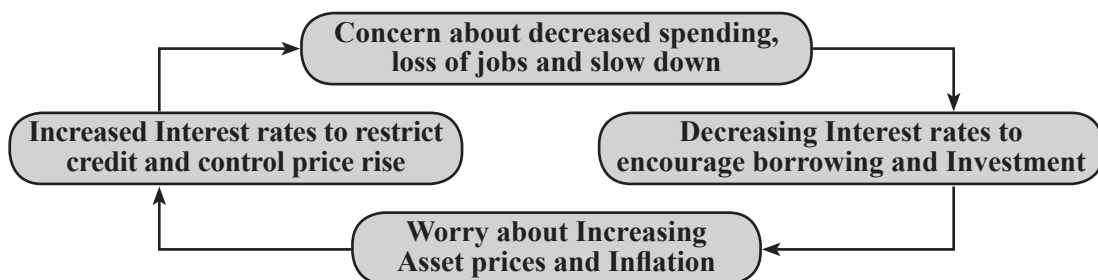 Concern about decreased spending,
loss of jobs and slow down
Increased Interest rates to restrict
credit and control price rise
Decreasing Interest rates to
encourage borrowing and Investment
Worry about Increasing
Asset prices and Inflation